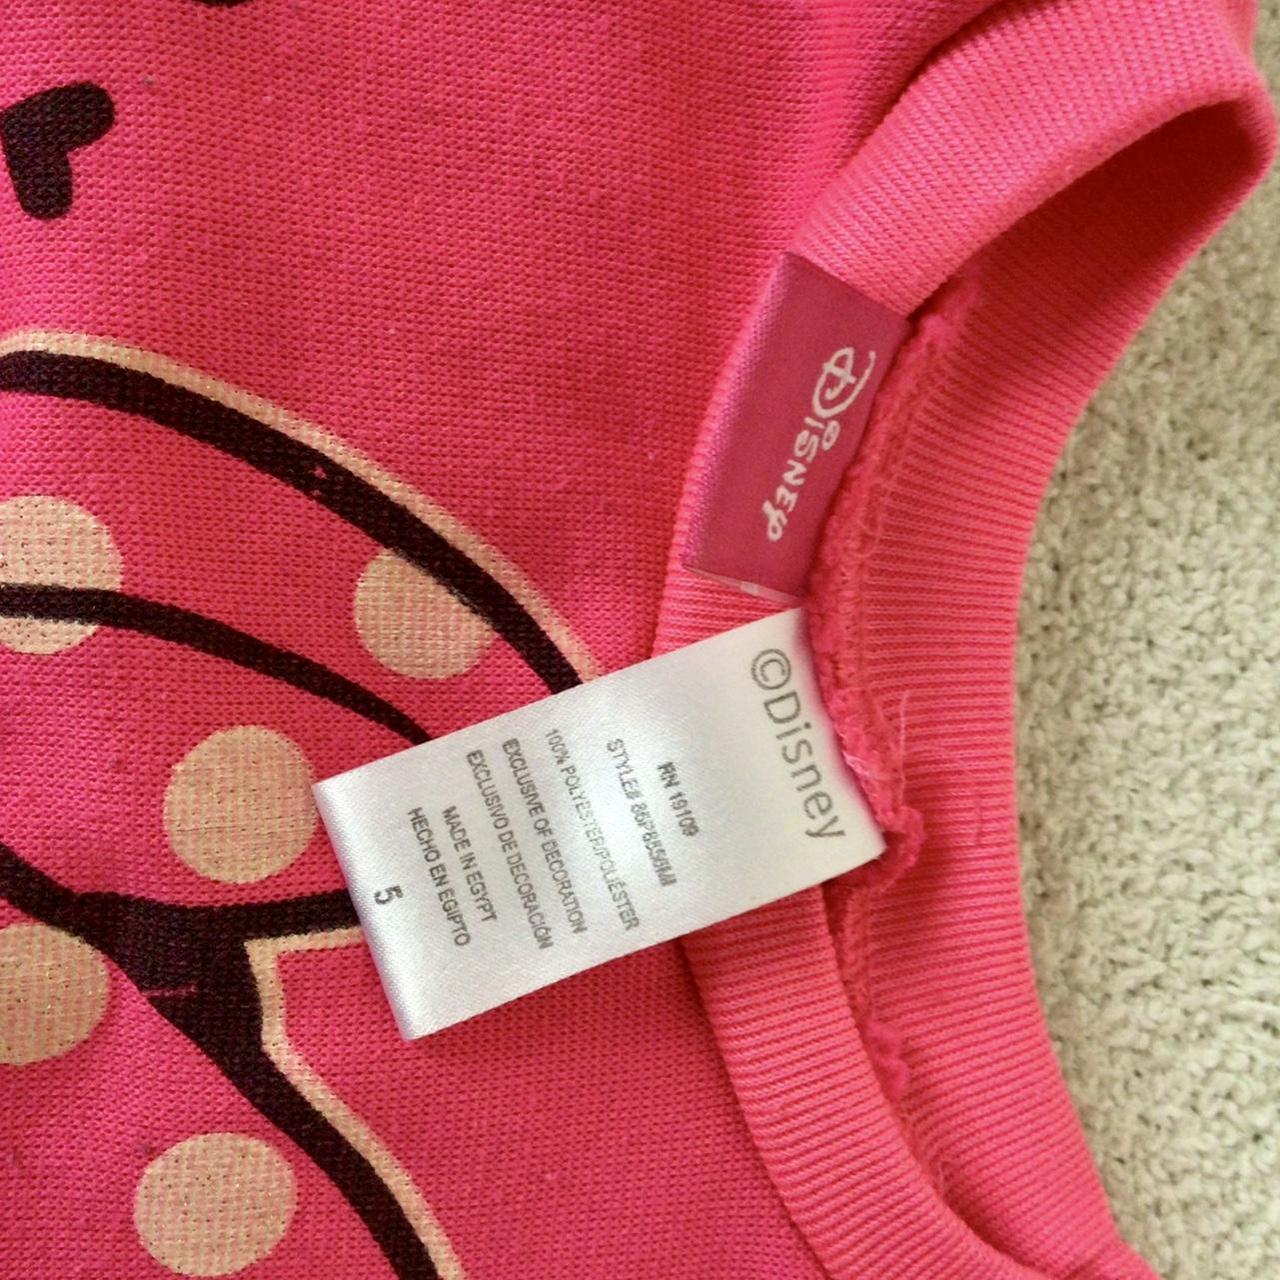 Disney
©Disney
RN 19109
STYLE#
100% POLYESTER/POLIÉSTER
EXCLUSIVE OF DECORATION
EXCLUSIVO DE DECORACIÓN
MADE IN EGYPT
HECHO EN EGIPTO
5